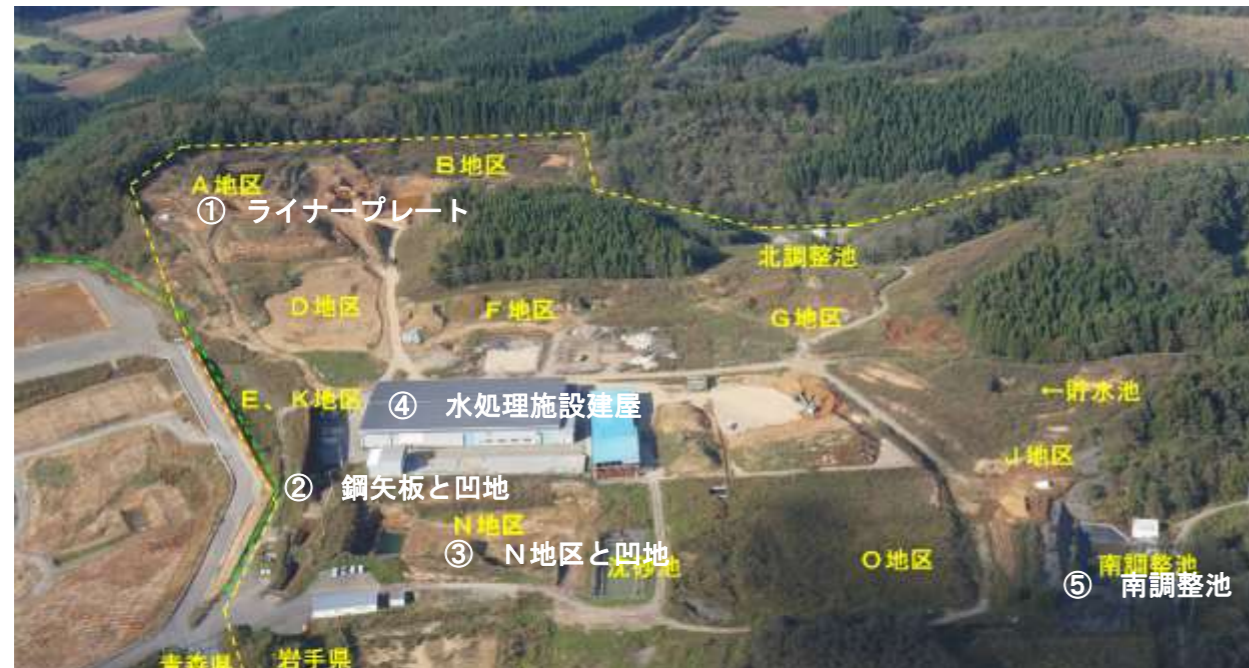 B地区
A地区
① ライナープレート
北調整池
D地区
F地区
G地区
←貯水池
E、K地区
④ 水処理施設建屋
J地区
② 鋼矢板と凹地
N地区
③ N地区と凹地
沈砂池
O地区
南調整池
⑤ 南調整池
青森県
岩手県